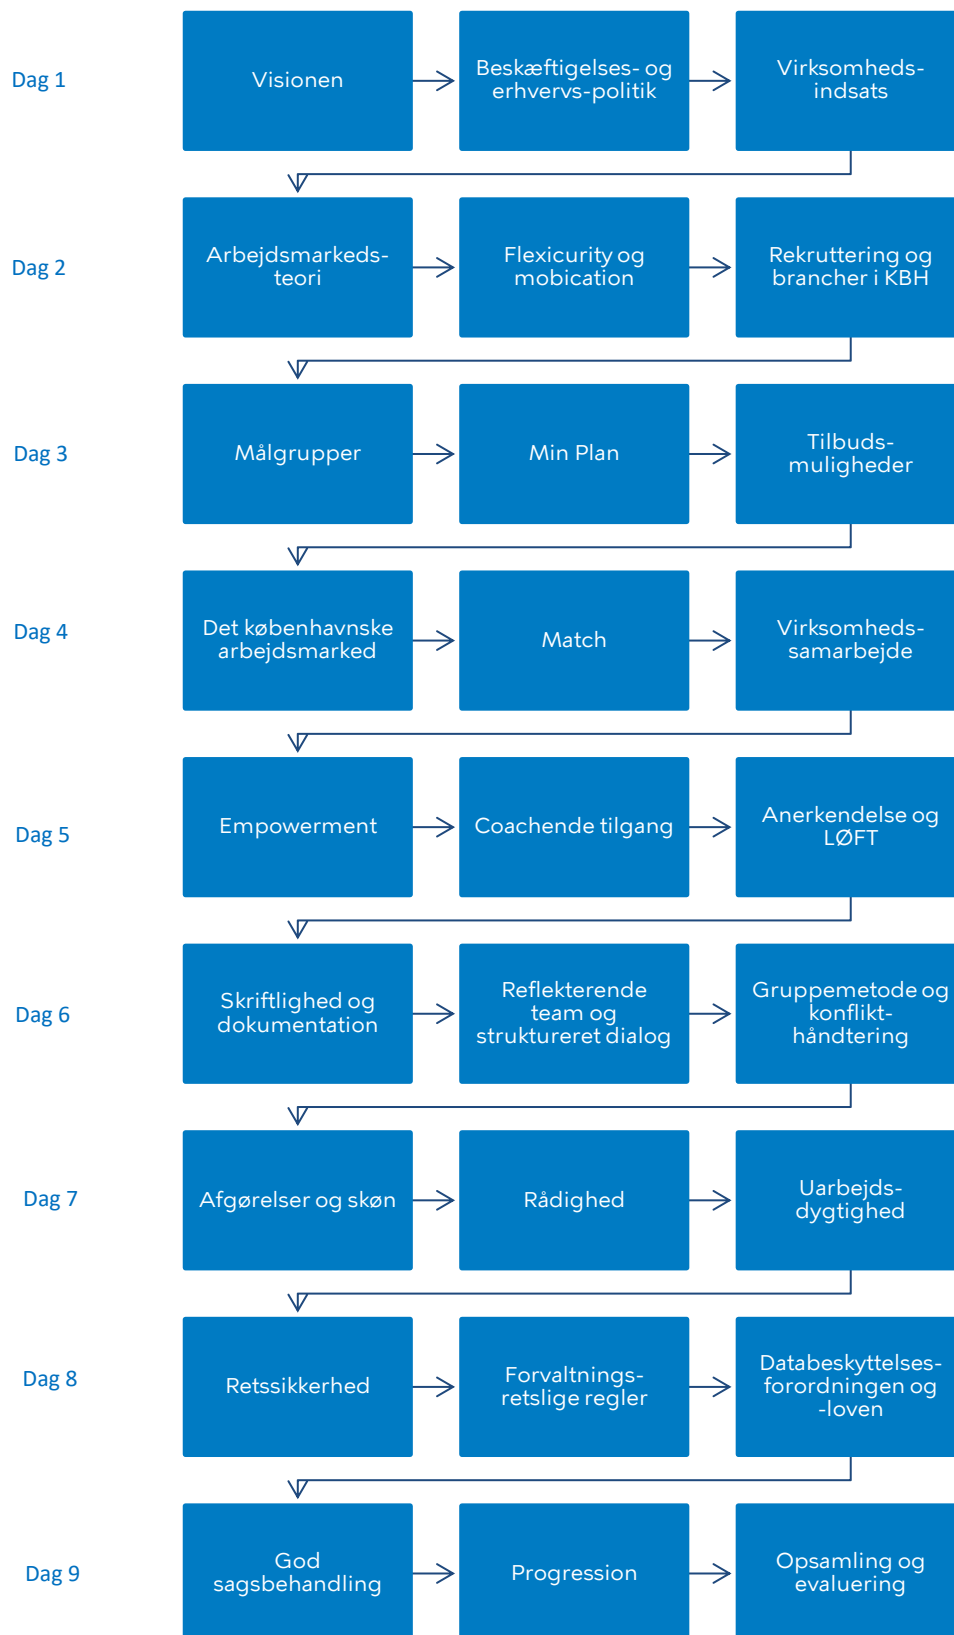 Dag 1
Visionen
Beskæftigelses- og
erhvervs-politik
Virksomheds-
indsats
Dag 2
Arbejdsmarkeds-
teori
Flexicurity og
mobication
Rekruttering og
brancher i KBH
Dag 3
Målgrupper
Min Plan
Tilbuds-
muligheder
Dag 4
Det københavnske
arbejdsmarked
Match
Virksomheds-
samarbejde
Dag 5
Empowerment
Coachende tilgang
Anerkendelse og
LØFT
Dag 6
Skriftlighed og
dokumentation
Reflekterende
team og
struktureret dialog
Gruppemetode og
konflikt-
håndtering
Dag 7
Afgørelser og skøn
Rådighed
Uarbejds-
dygtighed
Dag 8
Retssikkerhed
Forvaltnings-
retslige regler
Databeskyttelses-
forordningen og
-loven
Dag 9
God
sagsbehandling
Progression
Opsamling og
evaluering